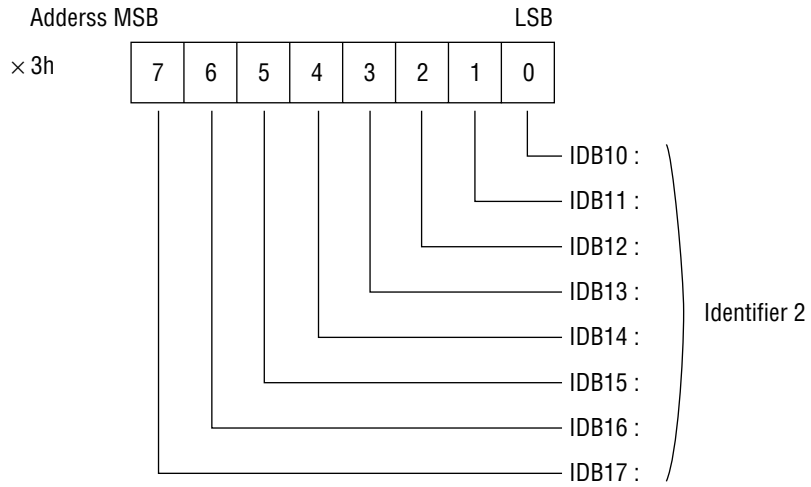 Adderss MSB LSB
× 3h 7 6 5 4 3 2 1 0
IDB10 :
IDB11 :
IDB12 :
IDB13 :
Identifier 2
IDB14 :
IDB15 :
IDB16 :
IDB17 :